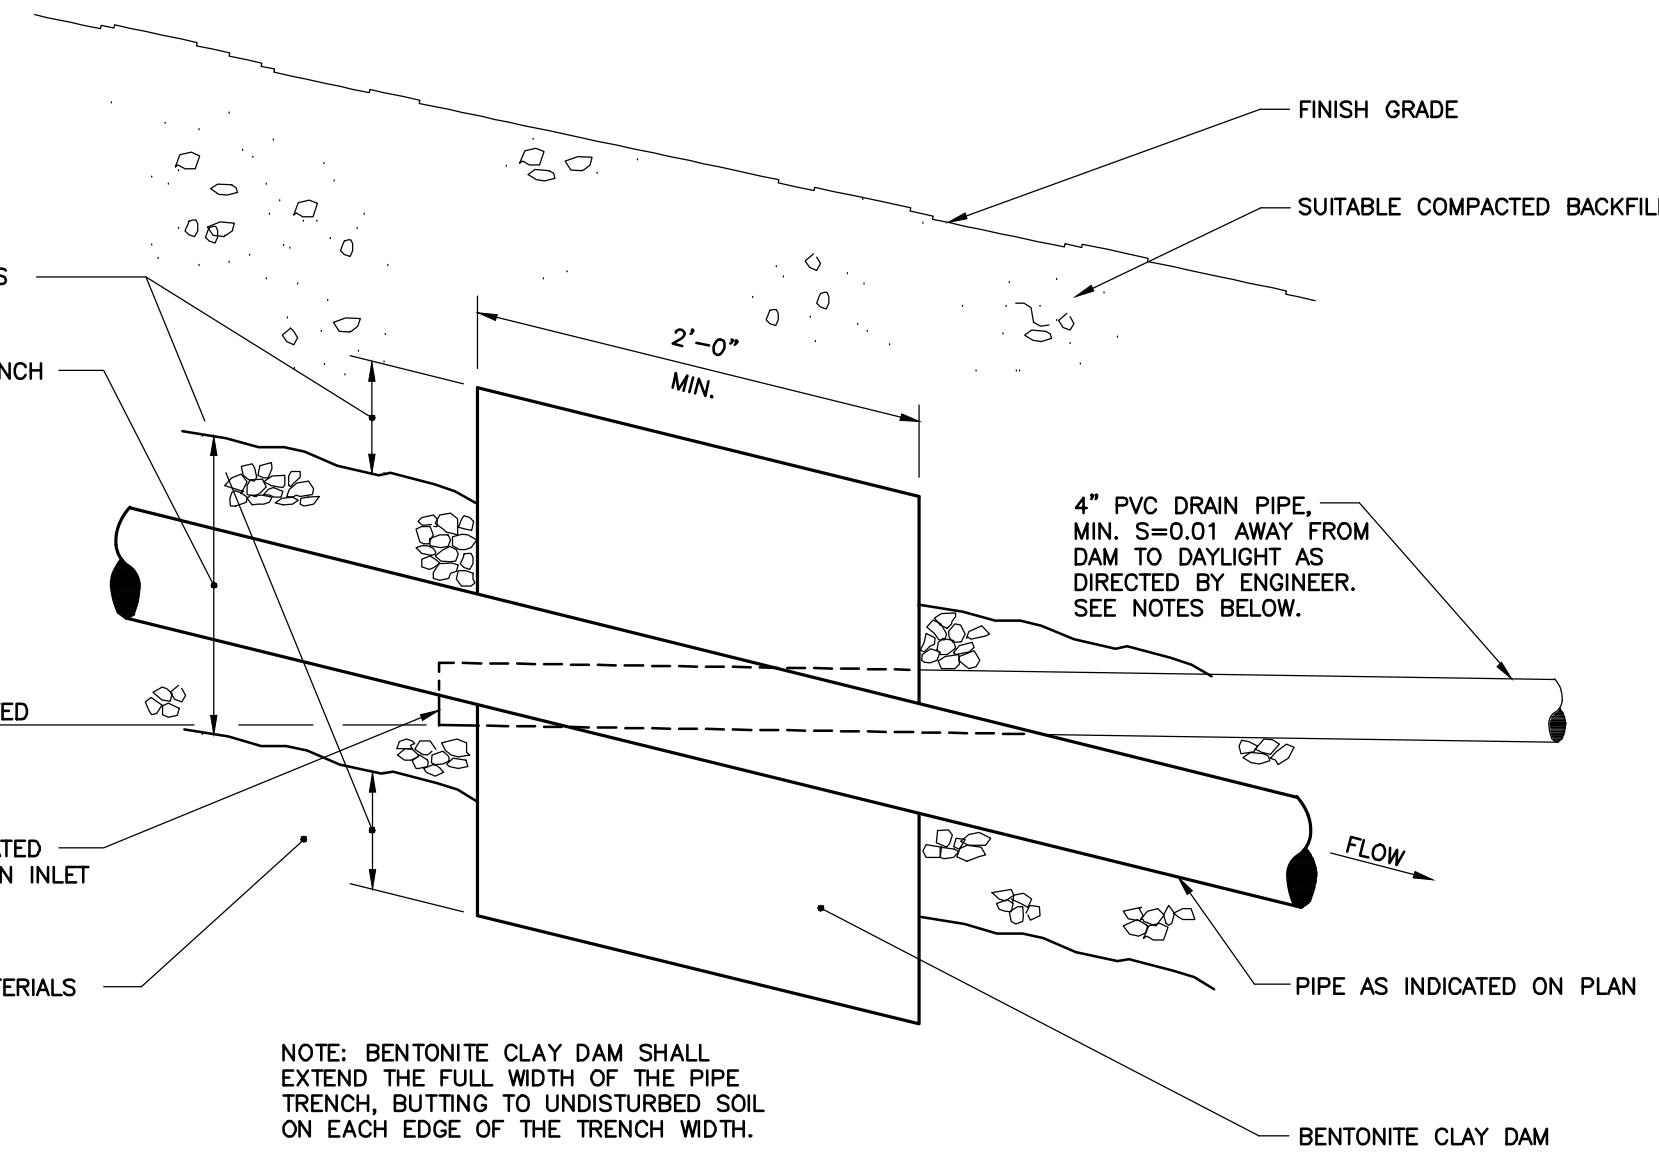 FINISH GRADE
SUITABLE COMPACTED BACKFILL
S
NCH
2'-0"
MIN.
4" PVC DRAIN PIPE,
MIN. S=0.01 AWAY FROM
DAM TO DAYLIGHT AS
DIRECTED BY ENGINEER.
SEE NOTES BELOW.
TED
ATED
N INLET
FLOW
TERIALS
PIPE AS INDICATED ON PLAN
NOTE: BENTONITE CLAY DAM SHALL
EXTEND THE FULL WIDTH OF THE PIPE
TRENCH, BUTTING TO UNDISTURBED SOIL
ON EACH EDGE OF THE TRENCH WIDTH.
BENTONITE CLAY DAM